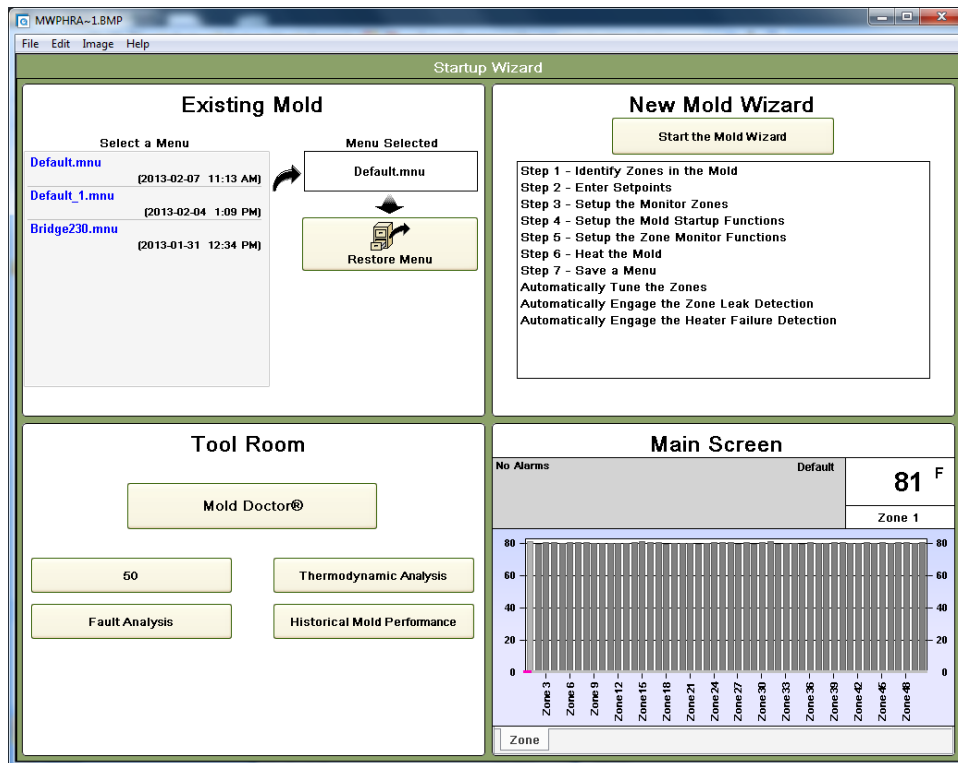 MWPHRA~1.BMP
File Edit Image Help
Startup Wizard
Existing Mold
Select a Menu
Default.mnu
(2013-02-07 11:13 AM)
Default_1.mnu
(2013-02-04 1:09 PM)
Bridge230.mnu
(2013-01-31 12:34 PM)
Menu Selected
Default.mnu
Restore Menu
New Mold Wizard
Start the Mold Wizard
Step 1 - Identify Zones in the Mold
Step 2 - Enter Setpoints
Step 3 - Setup the Monitor Zones
Step 4 - Setup the Mold Startup Functions
Step 5 - Setup the Zone Monitor Functions
Step 6 - Heat the Mold
Step 7 - Save a Menu
Automatically Tune the Zones
Automatically Engage the Zone Leak Detection
Automatically Engage the Heater Failure Detection
Tool Room
Mold Doctor®
50
Thermodynamic Analysis
Fault Analysis
Historical Mold Performance
Main Screen
No Alarms
Default
81 F
Zone 1
80 80
60 60
40 40
20 20
0 0
Zone 3
Zone 6
Zone 9
Zone 12
Zone 15
Zone 18
Zone 21
Zone 24
Zone 27
Zone 30
Zone 33
Zone 36
Zone 39
Zone 42
Zone 45
Zone 48
Zone